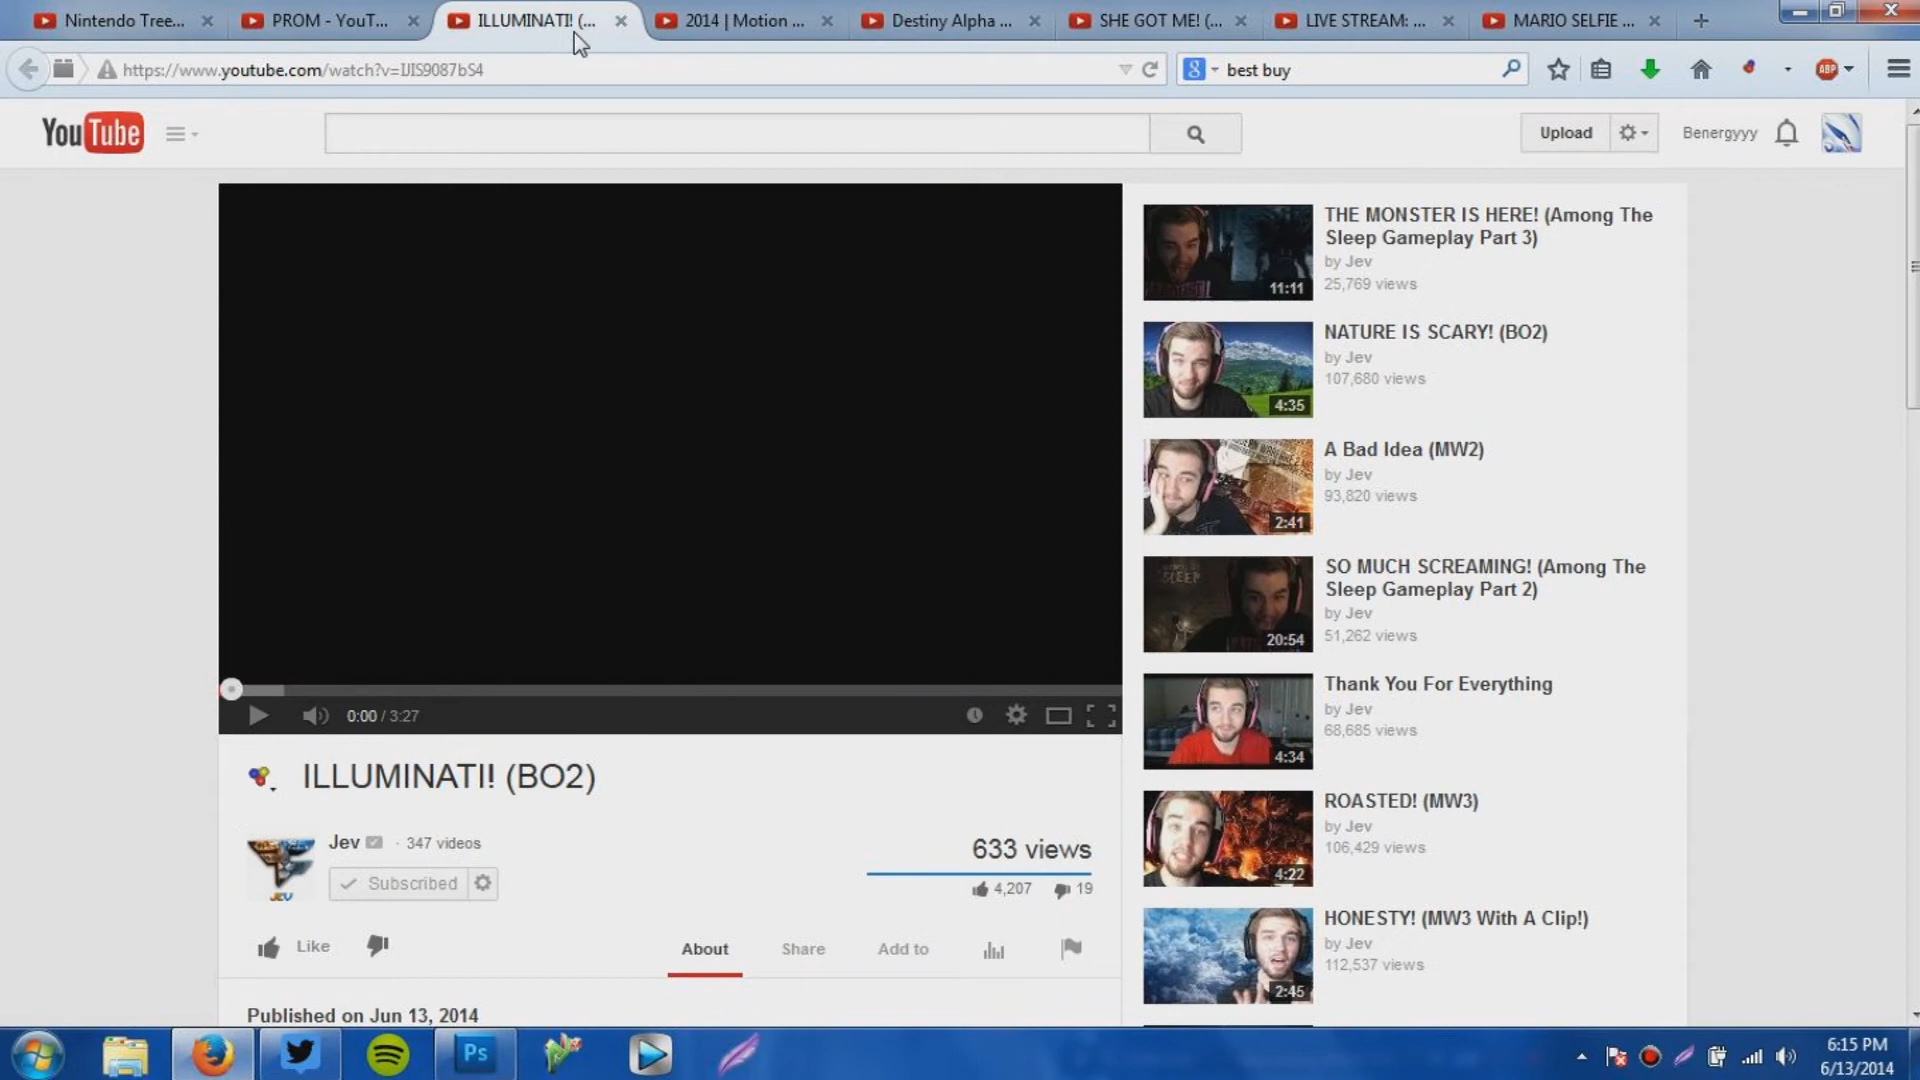 Nintendo Tree...
PROM - YouT...
ILLUMINATI! (...
2014 | Motion ...
Destiny Alpha ...
SHE GOT ME! (...
LIVE STREAM: ...
MARIO SELFIE ...
https://www.youtube.com/watch?v=IJIS9087bS4
best buy
ABP
YouTube
Upload
Benergyyy
THE MONSTER IS HERE! (Among The
Sleep Gameplay Part 3)
by Jev
25,769 views
11:11
NATURE IS SCARY! (BO2)
by Jev
107,680 views
4:35
A Bad Idea (MW2)
by Jev
93,820 views
2:41
SO MUCH SCREAMING! (Among The
Sleep Gameplay Part 2)
by Jev
51,262 views
20:54
Thank You For Everything
by Jev
68,685 views
4:34
ROASTED! (MW3)
by Jev
106,429 views
4:22
HONESTY! (MW3 With A Clip!)
by Jev
112,537 views
2:45
0:00 / 3:27
ILLUMINATI! (BO2)
Jev · 347 videos
Subscribed
633 views
4,207 19
Like
About Share Add to
Published on Jun 13, 2014
Ps
6:15 PM
6/13/2014